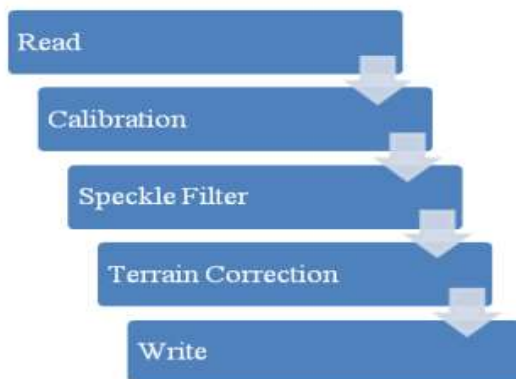 Read
Calibration
Speckle Filter
Terrain Correction
Write